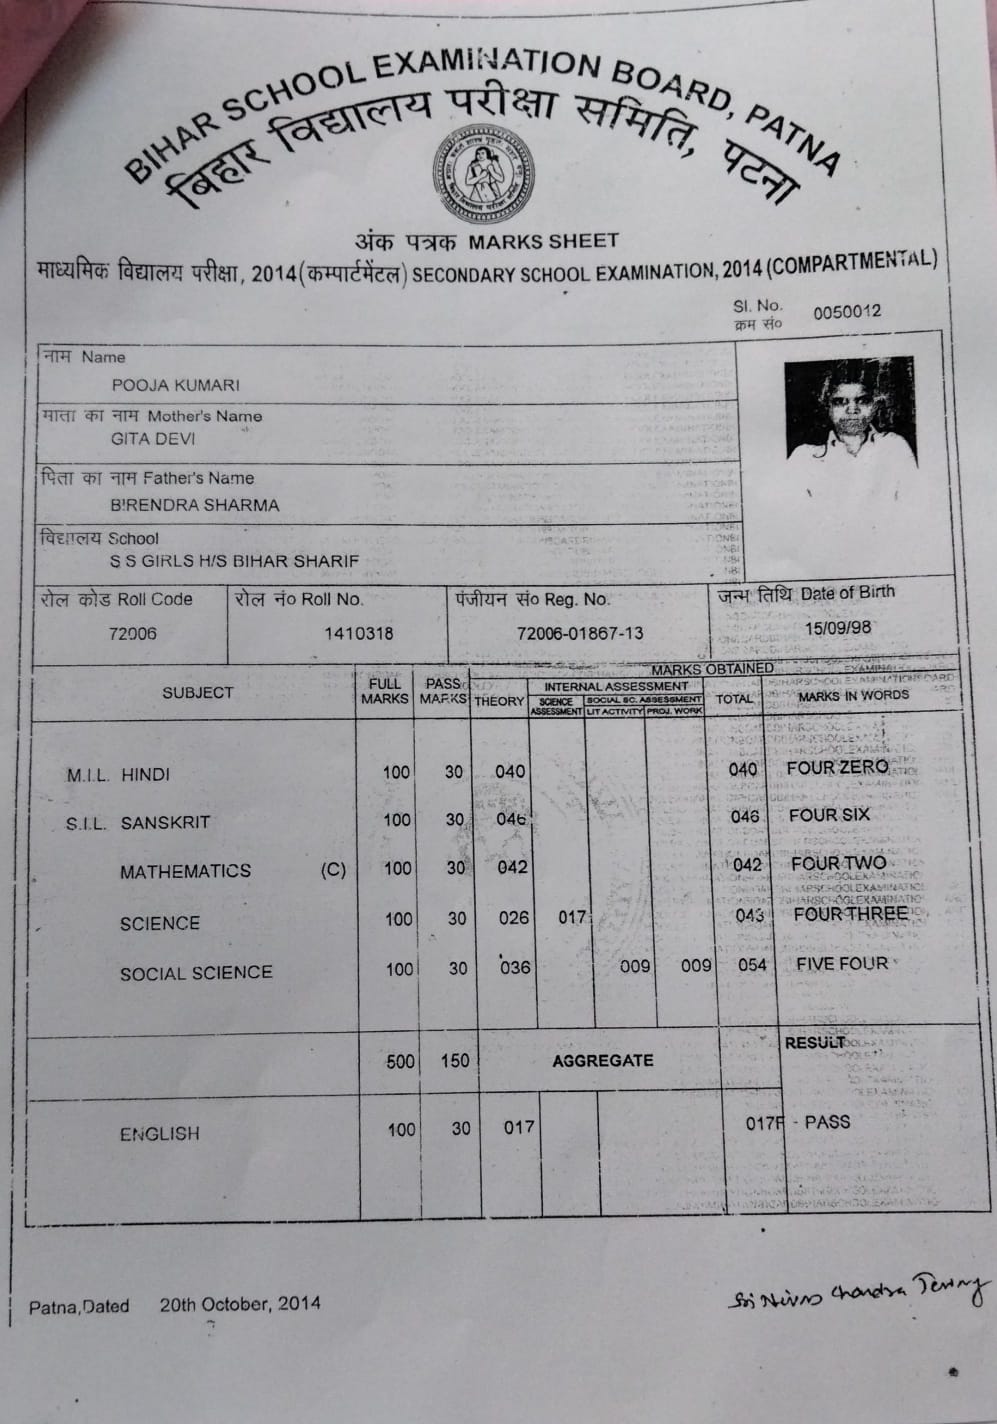 BIHAR SCHOOL EXAMINATION BOARD, PATNA
बिहार विद्यालय परीक्षा समिति, पटना
अंक पत्रक MARKS SHEET
माध्यमिक विद्यालय परीक्षा, 2014 (कम्पार्टमेंटल) SECONDARY SCHOOL EXAMINATION, 2014 (COMPARTMENTAL)
Sl. No.
क्रम सं० 0050012
नाम Name
POOJA KUMARI
माता का नाम Mother's Name
GITA DEVI
पिता का नाम Father's Name
BIRENDRA SHARMA
विद्यालय School
S S GIRLS H/S BIHAR SHARIF
रोल कोड Roll Code रोल नं० Roll No. पंजीयन सं० Reg. No. जन्म तिथि Date of Birth
72006 1410318 72006-01867-13 15/09/98
MARKS OBTAINED
SUBJECT FULL MARKS PASS MARKS THEORY INTERNAL ASSESSMENT TOTAL MARKS IN WORDS
SCIENCE ASSESSMENT SOCIAL SC. ASSESSMENT
LIT ACTIVITY PROJ. WORK
M.I.L. HINDI 100 30 040 040 FOUR ZERO
S.I.L. SANSKRIT 100 30 046 046 FOUR SIX
MATHEMATICS (C) 100 30 042 042 FOUR TWO
SCIENCE 100 30 026 017 043 FOUR THREE
SOCIAL SCIENCE 100 30 036 009 009 054 FIVE FOUR
RESULT
500 150 AGGREGATE
ENGLISH 100 30 017 017F - PASS
Patna,Dated 20th October, 2014
Chandra